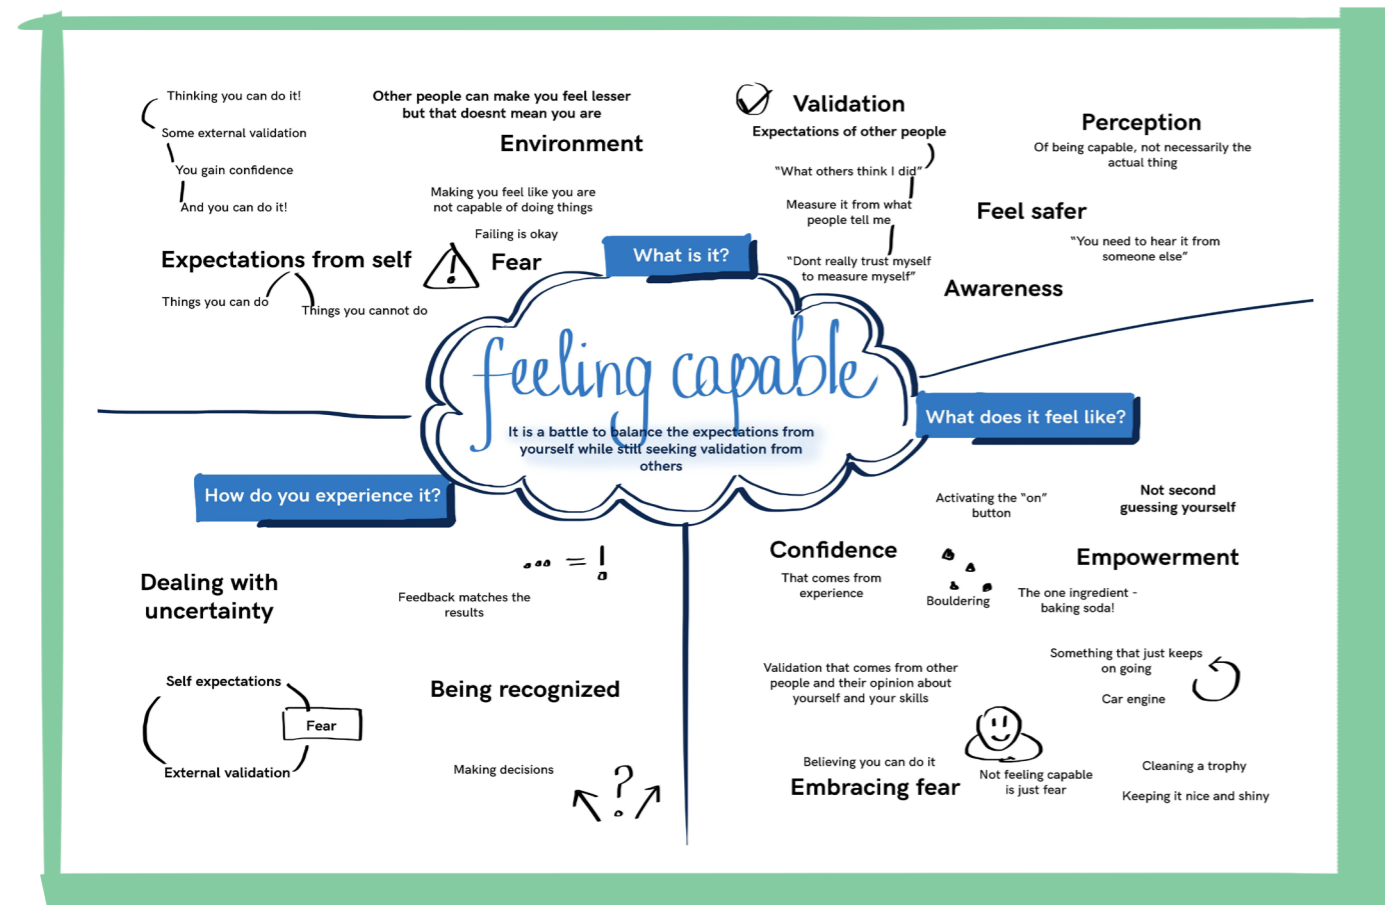 Thinking you can do it!
Some external validation
You gain confidence
And you can do it!
Expectations from self
Things you can do
Things you cannot do
Other people can make you feel lesser
but that doesnt mean you are
Environment
Making you feel like you are
not capable of doing things
Failing is okay
Fear
What is it?
Validation
Expectations of other people
"What others think I did"
Measure it from what
people tell me
"Dont really trust myself
to measure myself"
Perception
Of being capable, not necessarily the
actual thing
Feel safer
"You need to hear it from
someone else"
Awareness
feeling capable
It is a battle to balance the expectations from
yourself while still seeking validation from
others
What does it feel like?
Activating the "on"
button
Not second
guessing yourself
Confidence
That comes from
experience
Bouldering
Empowerment
The one ingredient -
baking soda!
Something that just keeps
on going
Car engine
Validation that comes from other
people and their opinion about
yourself and your skills
Believing you can do it
Embracing fear
Not feeling capable
is just fear
Cleaning a trophy
Keeping it nice and shiny
How do you experience it?
Dealing with
uncertainty
... = !
Feedback matches the
results
Self expectations
Fear
External validation
Being recognized
Making decisions
?